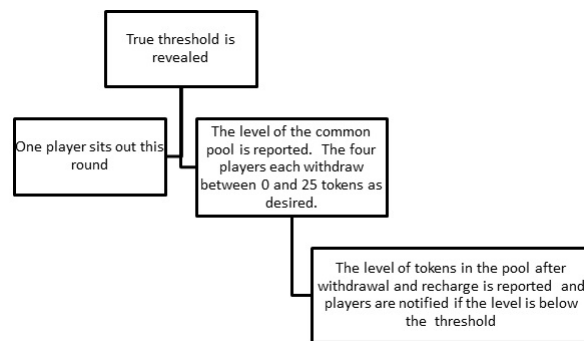 True threshold is
revealed
One player sits out this
round
The level of the common
pool is reported.  The four
players each withdraw
between 0 and 25 tokens as
desired.
The level of tokens in the pool after
withdrawal and recharge is reported  and
players are notified if the level is below
the  threshold